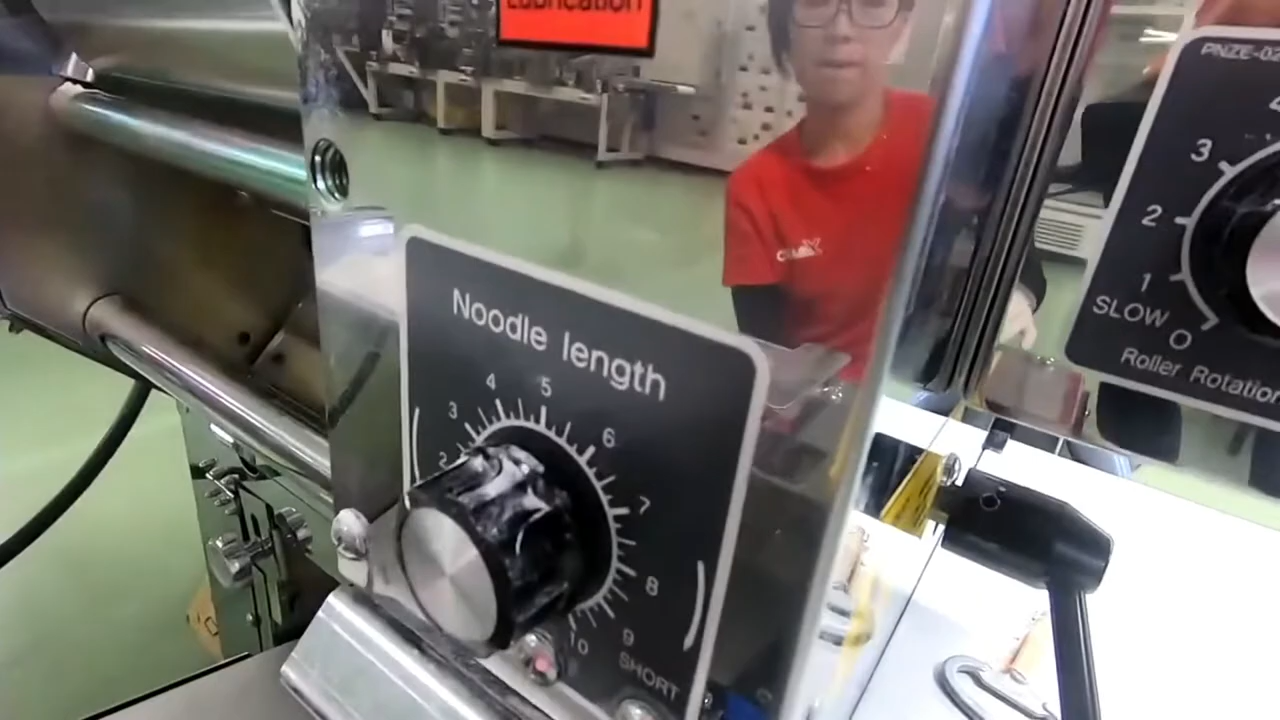 Lubrication
PNZE-02
4
3
2
1
SLOW
0
Roller Rotation
Noodle length
4
5
3
6
2
7
8
9
10
SHORT